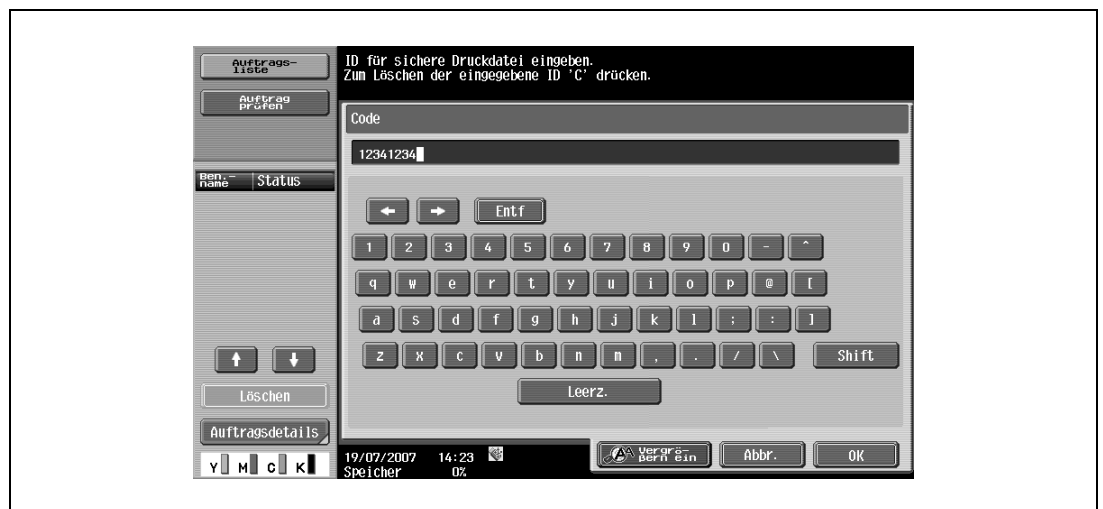 Auftrags-
liste
Auftrag
prüfen
Ben.-
name
Status
Löschen
Auftragsdetails
Y M C K
ID für sichere Druckdatei eingeben.
Zum Löschen der eingegebene ID 'C' drücken.
Code
12341234
Entf
1 2 3 4 5 6 7 8 9 0 - ^
q w e r t y u i o p @ [
a s d f g h j k l ; : ]
z x c v b n m , . / \ Shift
Leerz.
19/07/2007 14:23
Speicher 0%
Vergrö-
ßern ein
Abbr.
OK